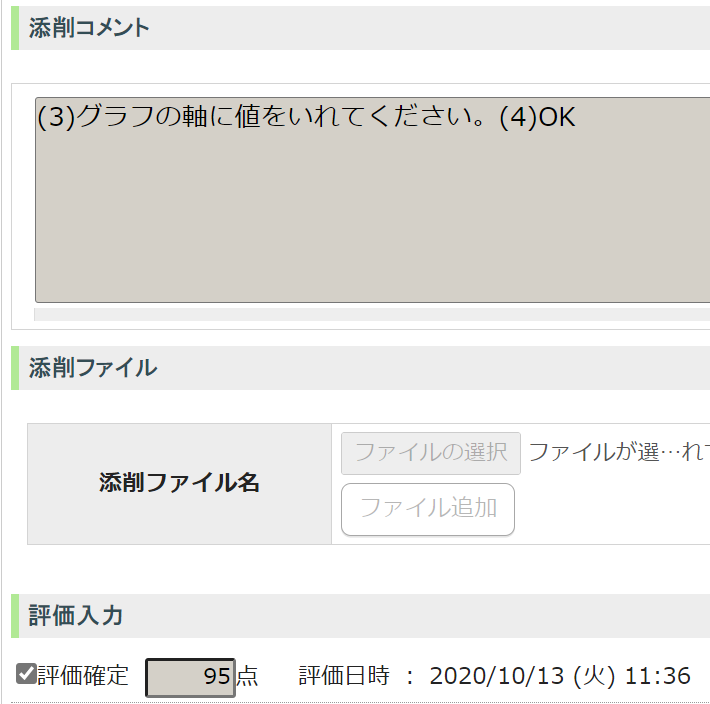 添削コメント
(3)グラフの軸に値をいれてください。(4)OK
添削ファイル
添削ファイル名
ファイルの選択 ファイルが選…れ
ファイル追加
評価入力
評価確定 95点 評価日時 : 2020/10/13 (火) 11:36